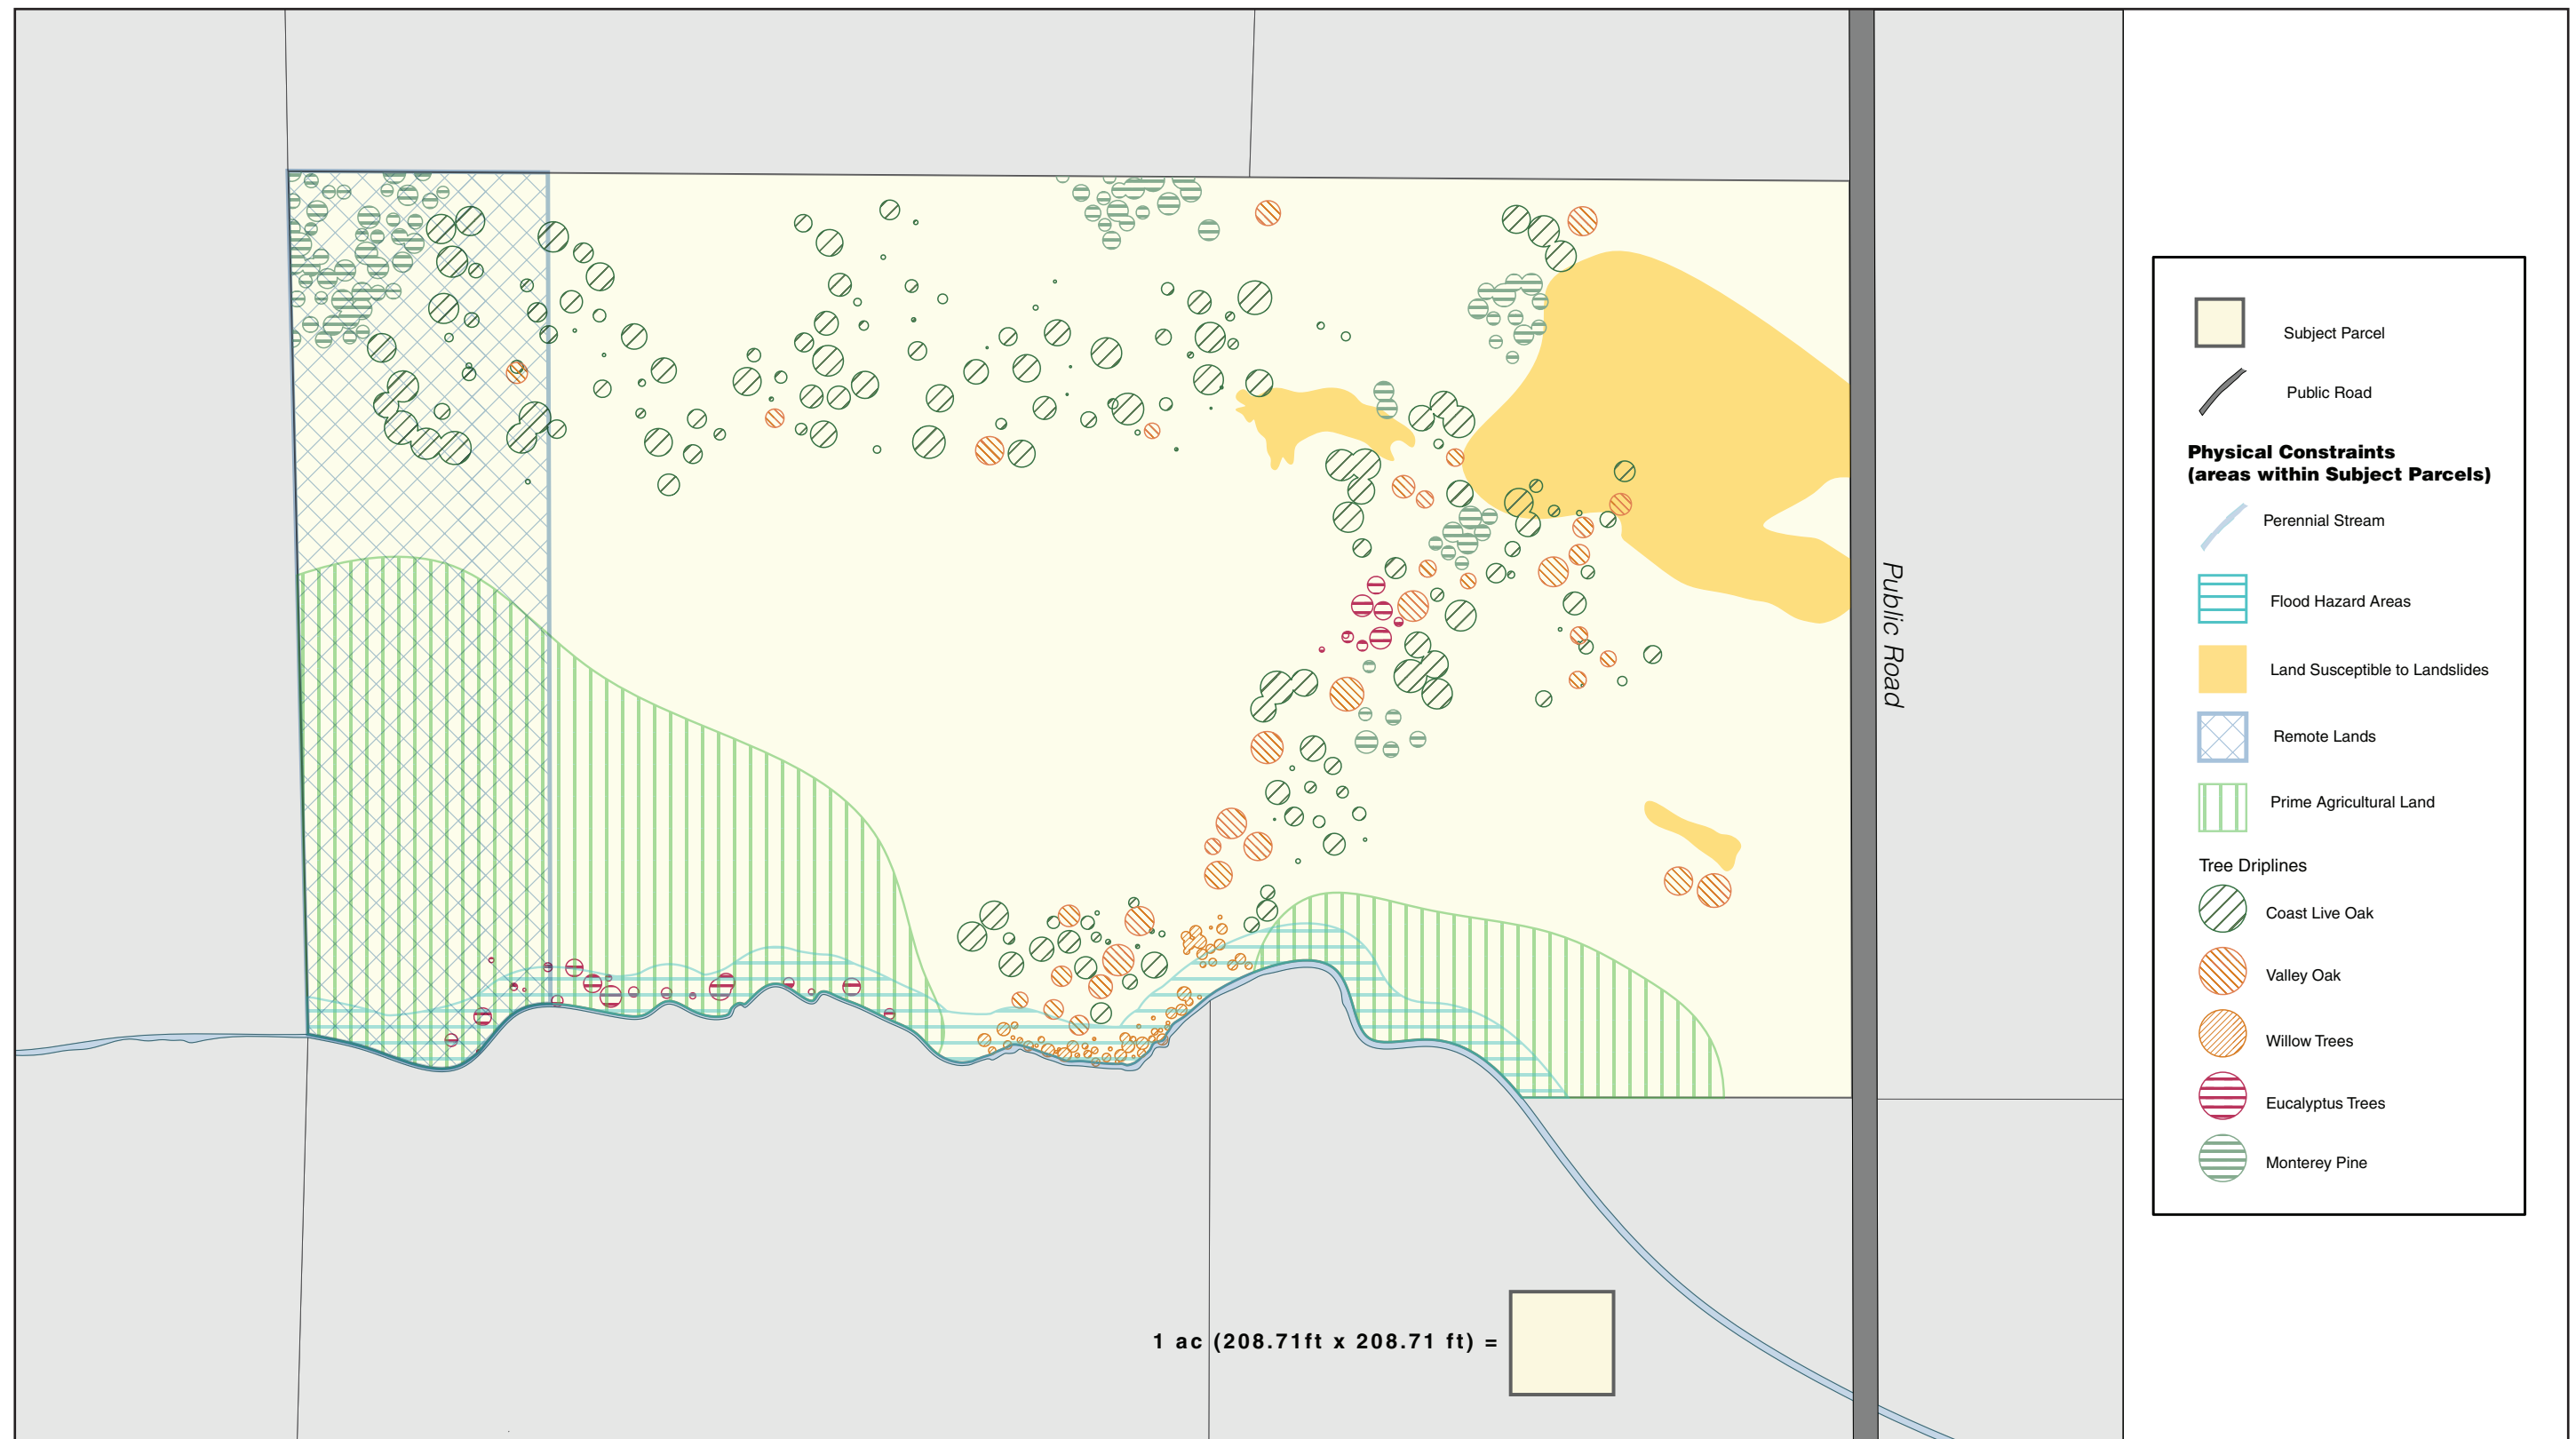 Public Road
1 ac (208.71ft x 208.71 ft) =
Subject Parcel
Public Road
Physical Constraints
(areas within Subject Parcels)
Perennial Stream
Flood Hazard Areas
Land Susceptible to Landslides
Remote Lands
Prime Agricultural Land
Tree Driplines
Coast Live Oak
Valley Oak
Willow Trees
Eucalyptus Trees
Monterey Pine